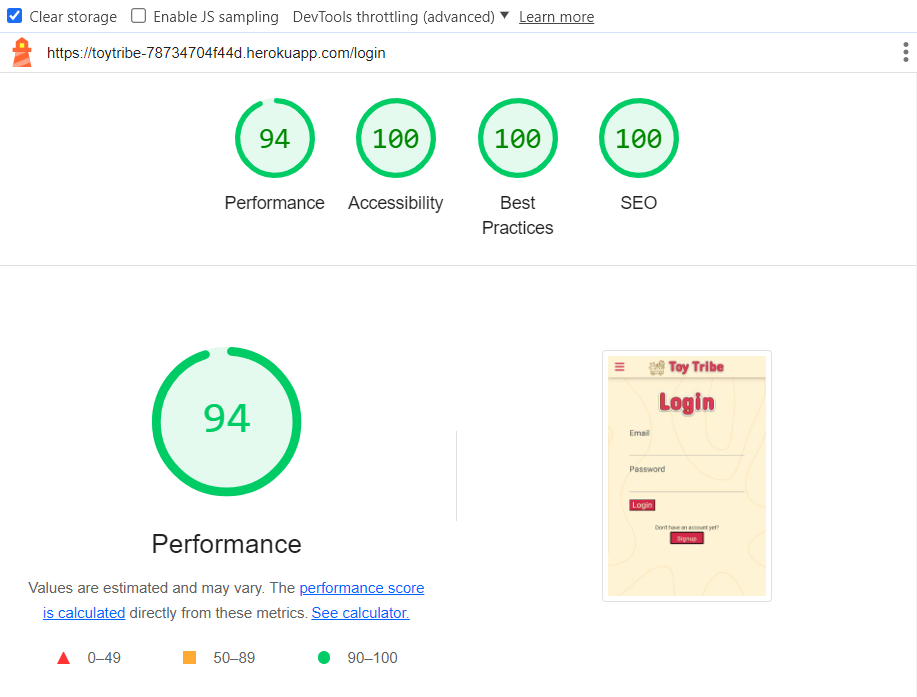 Clear storage Enable JS sampling DevTools throttling (advanced) Learn more
https://toytribe-78734704f44d.herokuapp.com/login
94 100 100 100
Performance Accessibility Best Practices SEO
94
Performance
Values are estimated and may vary. The performance score
is calculated directly from these metrics. See calculator.
0–49 50–89 90–100
Toy Tribe
Login
Email
Password
Login
Don't have an account yet?
Signup